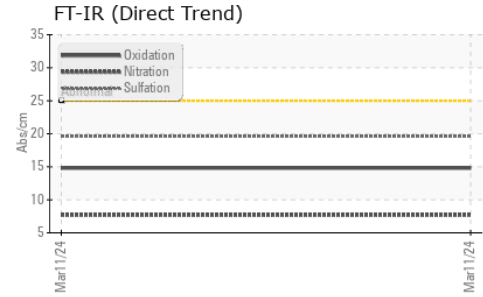 FT-IR (Direct Trend)
35
30
25
20
15
10
5
Abs/cm
Oxidation
Nitration
Sulfation
Abnormal
Mar11/24
Mar11/24